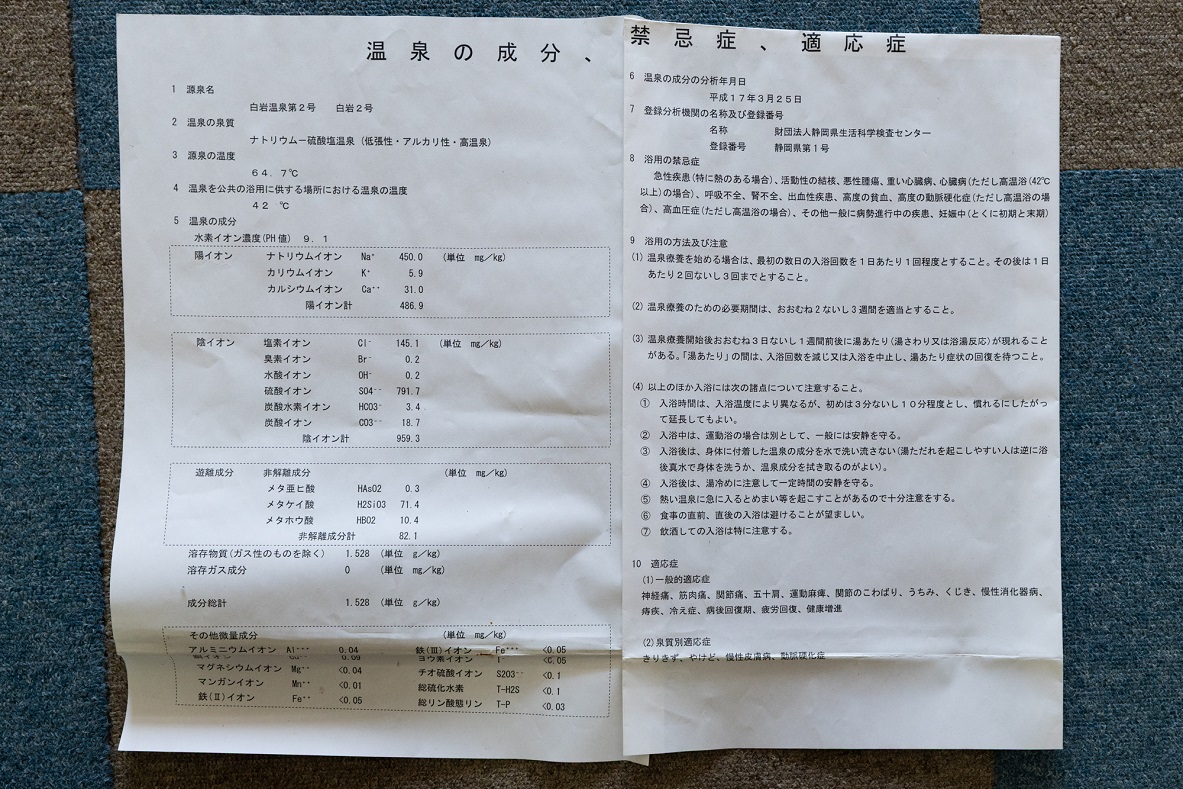 温泉の成分、禁忌症、適応症
1 源泉名
白岩温泉第2号 白岩2号
2 温泉の泉質
ナトリウム−硫酸塩温泉（低張性・アルカリ性・高温泉）
3 源泉の温度
64．7℃
4 温泉を公共の浴用に供する場所における温泉の温度
42 ℃
5 温泉の成分
水素イオン濃度(PH値) 9．1
陽イオン ナトリウムイオン Na⁺ 450.0 (単位 mg／kg)
カリウムイオン K⁺ 5.9
カルシウムイオン Ca⁺⁺ 31.0
陽イオン計 486.9
陰イオン 塩素イオン Cl⁻ 145.1 (単位 mg／kg)
臭素イオン Br⁻ 0.2
水酸イオン OH⁻ 0.2
硫酸イオン SO4⁻⁻ 791.7
炭酸水素イオン HCO3⁻ 3.4
炭酸イオン CO3⁻⁻ 18.7
陰イオン計 959.3
遊離成分 非解離成分 (単位 mg／kg)
メタ亜ヒ酸 HAsO2 0.3
メタケイ酸 H2SiO3 71.4
メタホウ酸 HBO2 10.4
非解離成分計 82.1
溶存物質(ガス性のものを除く) 1.528 (単位 g／kg)
溶存ガス成分 0 (単位 mg／kg)
成分総計 1.528 (単位 g／kg)
その他微量成分 (単位 mg／kg)
アルミニウムイオン Al⁺⁺⁺ 0.04 鉄(Ⅲ)イオン Fe⁺⁺⁺ <0.05
ヨウ素イオン I⁻ <0.05
マグネシウムイオン Mg⁺⁺ <0.04 チオ硫酸イオン S2O3⁻⁻ <0.1
マンガンイオン Mn⁺⁺ <0.01 総硫化水素 T-H2S <0.1
鉄(Ⅱ)イオン Fe⁺⁺ <0.05 総リン酸態リン T-P <0.03
6 温泉の成分の分析年月日
平成17年3月25日
7 登録分析機関の名称及び登録番号
名称 財団法人静岡県生活科学検査センター
登録番号 静岡県第1号
8 浴用の禁忌症
急性疾患(特に熱のある場合)、活動性の結核、悪性腫瘍、重い心臓病、心臓病(ただし高温浴(42℃
以上)の場合)、呼吸不全、腎不全、出血性疾患、高度の貧血、高度の動脈硬化症(ただし高温浴の場
合)、高血圧症(ただし高温浴の場合)、その他一般に病勢進行中の疾患、妊娠中(とくに初期と末期)
9 浴用の方法及び注意
(1) 温泉療養を始める場合は、最初の数日の入浴回数を1日あたり1回程度とすること。その後は1日
あたり2回ないし3回までとすること。
(2) 温泉療養のための必要期間は、おおむね2ないし3週間を適当とすること。
(3) 温泉療養開始後おおむね3日ないし1週間前後に湯あたり(湯さわり又は浴湯反応)が現れること
がある。「湯あたり」の間は、入浴回数を減じ又は入浴を中止し、湯あたり症状の回復を待つこと。
(4) 以上のほか入浴には次の諸点について注意すること。
① 入浴時間は、入浴温度により異なるが、初めは3分ないし10分程度とし、慣れるにしたがっ
て延長してもよい。
② 入浴中は、運動浴の場合は別として、一般には安静を守る。
③ 入浴後は、身体に付着した温泉の成分を水で洗い流さない(湯ただれを起こしやすい人は逆に浴
後真水で身体を洗うか、温泉成分を拭き取るのがよい)。
④ 入浴後は、湯冷めに注意して一定時間の安静を守る。
⑤ 熱い温泉に急に入るとめまい等を起こすことがあるので十分注意をする。
⑥ 食事の直前、直後の入浴は避けることが望ましい。
⑦ 飲酒しての入浴は特に注意する。
10 適応症
(1)一般的適応症
神経痛、筋肉痛、関節痛、五十肩、運動麻痺、関節のこわばり、うちみ、くじき、慢性消化器病、
痔疾、冷え症、病後回復期、疲労回復、健康増進
(2)泉質別適応症
きりきず、やけど、慢性皮膚病、動脈硬化症